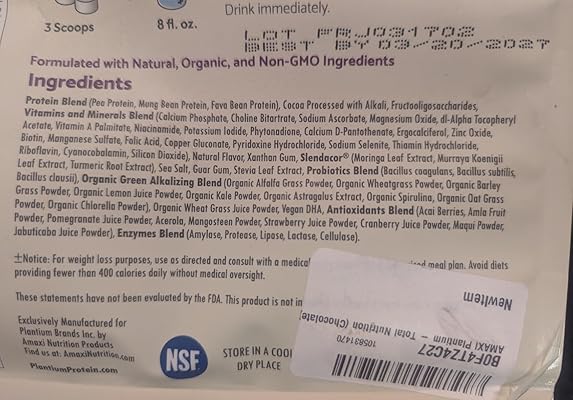 Drink immediately.
3 Scoops
8 fl. oz.
LOT PRJ031702
BEST BY 03/20/2027
Formulated with Natural, Organic, and Non-GMO Ingredients
Ingredients
Protein Blend (Pea Protein, Mung Bean Protein, Fava Bean Protein), Cocoa Processed with Alkali, Fructooligosaccharides,
Vitamins and Minerals Blend (Calcium Phosphate, Choline Bitartrate, Sodium Ascorbate, Magnesium Oxide, dl-Alpha Tocopheryl
Acetate, Vitamin A Palmitate, Niacinamide, Potassium Iodide, Phytonadione, Calcium D-Pantothenate, Ergocalciferol, Zinc Oxide,
Biotin, Manganese Sulfate, Folic Acid, Copper Gluconate, Pyridoxine Hydrochloride, Sodium Selenite, Thiamin Hydrochloride,
Riboflavin, Cyanocobalamin, Silicon Dioxide), Natural Flavor, Xanthan Gum, Slendacor® (Moringa Leaf Extract, Murraya Koenigii
Leaf Extract, Turmeric Root Extract), Sea Salt, Guar Gum, Stevia Leaf Extract, Probiotics Blend (Bacillus coagulans, Bacillus subtilis,
Bacillus clausii), Organic Green Alkalizing Blend (Organic Alfalfa Grass Powder, Organic Wheatgrass Powder, Organic Barley
Grass Powder, Organic Lemon Juice Powder, Organic Kale Powder, Organic Astragalus Extract, Organic Spirulina, Organic Oat Grass
Powder, Organic Chlorella Powder), Organic Wheat Grass Juice Powder, Vegan DHA, Antioxidants Blend (Acai Berries, Amla Fruit
Powder, Pomegranate Juice Powder, Acerola, Mangosteen Powder, Strawberry Juice Powder, Cranberry Juice Powder, Maqui Powder,
Jabuticaba Juice Powder), Enzymes Blend (Amylase, Protease, Lipase, Lactase, Cellulase).
±Notice: For weight loss purposes, use as directed and consult with a medical meal plan. Avoid diets
providing fewer than 400 calories daily without medical oversight.
These statements have not been evaluated by the FDA. This product is not in
Exclusively Manufactured for
Plantium Brands Inc. by
Amaxi Nutrition Products
Find us at: AmaxiNutrition.com
PlantiumProtein.com
NSF
STORE IN A COOL
DRY PLACE
B0F4TZ4C27
AMAXI Plantium – Total Nutrition (Chocolate)
1056931470
NewItem